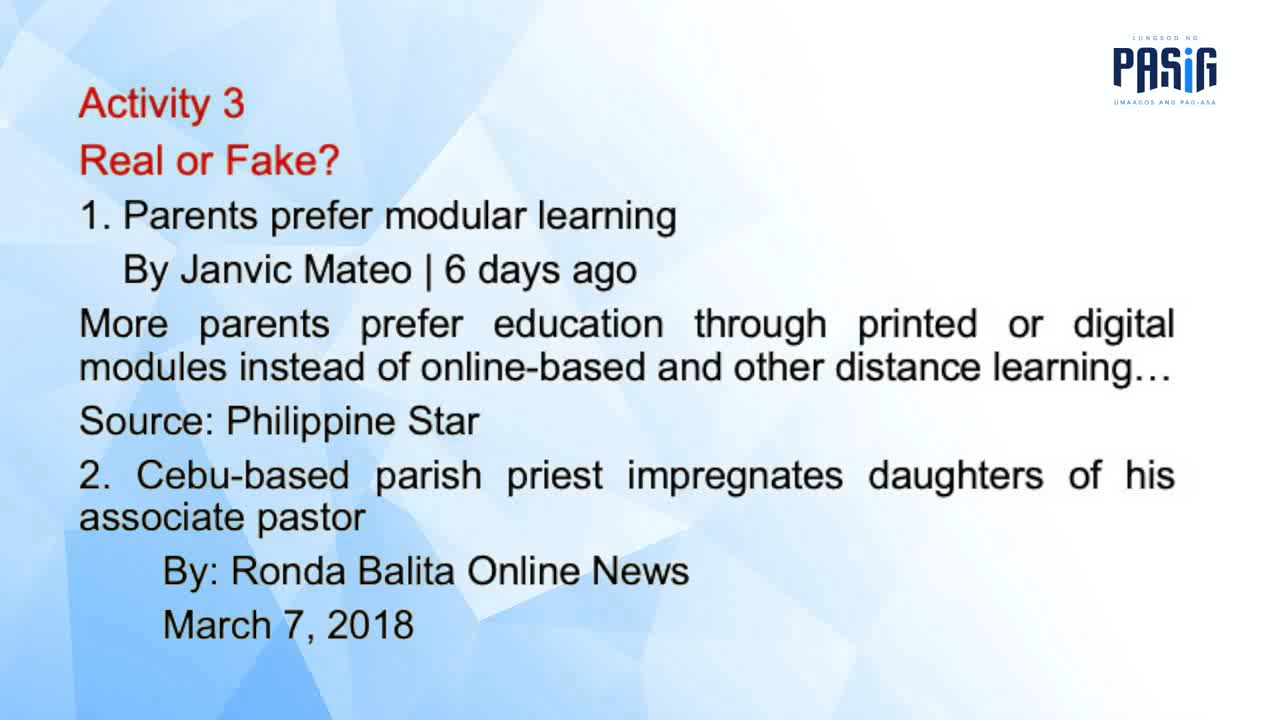 LUNGSOD NG
PASiG
UMAAGOS ANG PAG-ASA
Activity 3
Real or Fake?
1. Parents prefer modular learning
By Janvic Mateo | 6 days ago
More parents prefer education through printed or digital
modules instead of online-based and other distance learning…
Source: Philippine Star
2. Cebu-based parish priest impregnates daughters of his
associate pastor
By: Ronda Balita Online News
March 7, 2018